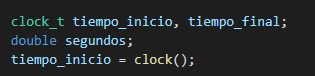 clock_t tiempo_inicio, tiempo_final;
double segundos;
tiempo_inicio = clock();